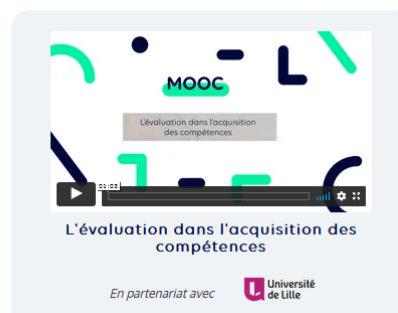 MOOC
L'évaluation dans l'acquisition
des compétences
01:03
L'évaluation dans l'acquisition des
compétences
En partenariat avec
Université
de Lille